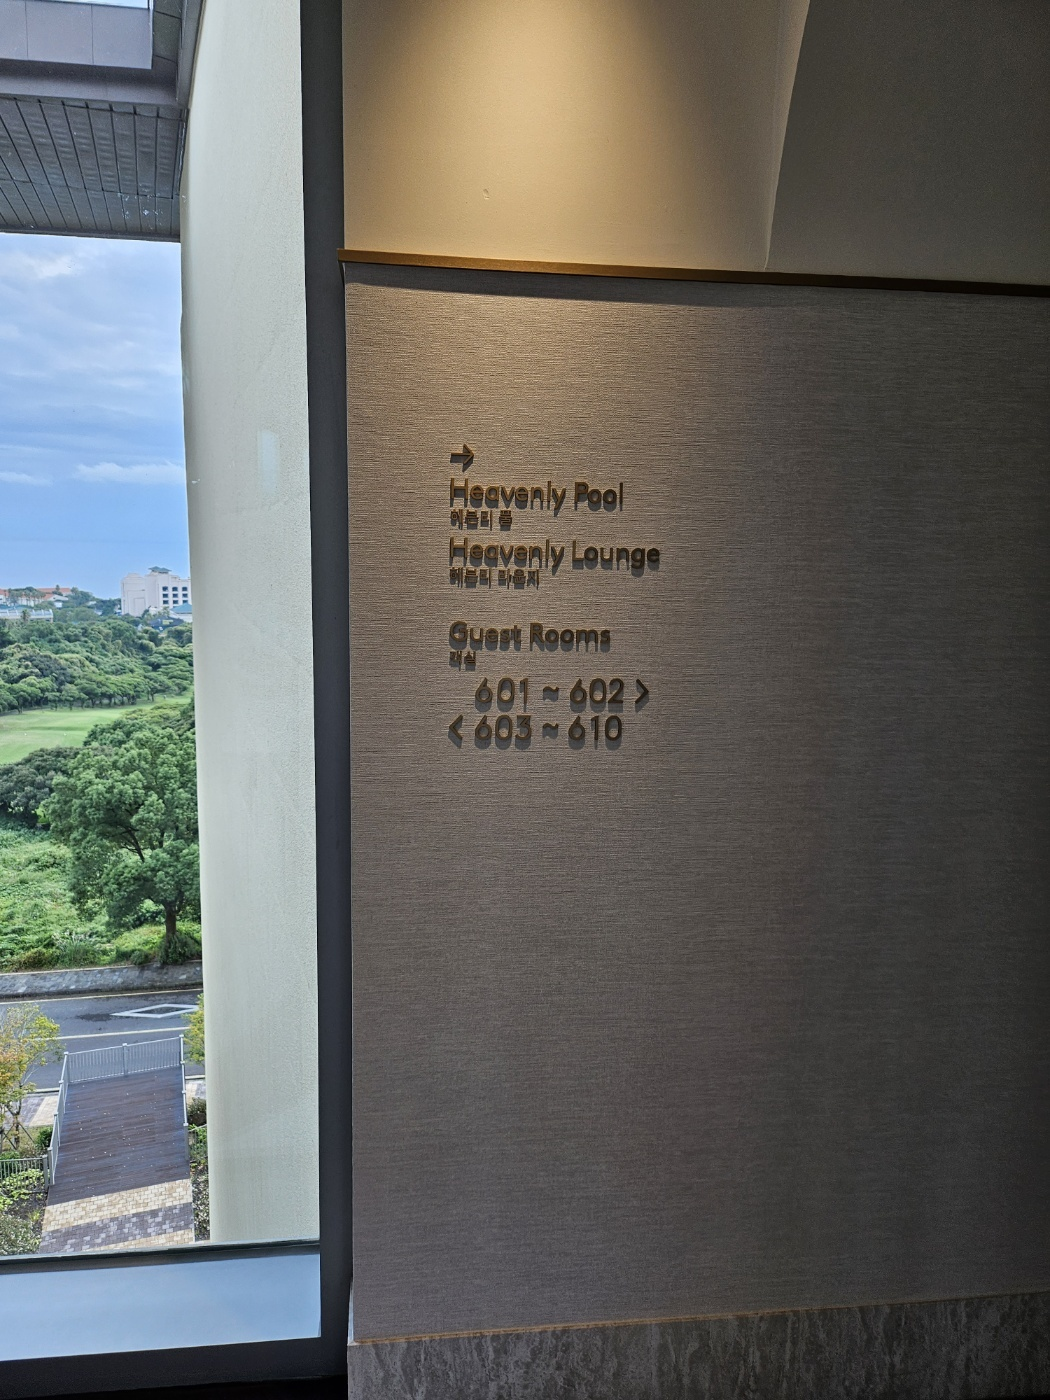 →
Heavenly Pool
헤븐리 풀
Heavenly Lounge
헤븐리 라운지
Guest Rooms
객실
601 ~ 602 >
< 603 ~ 610